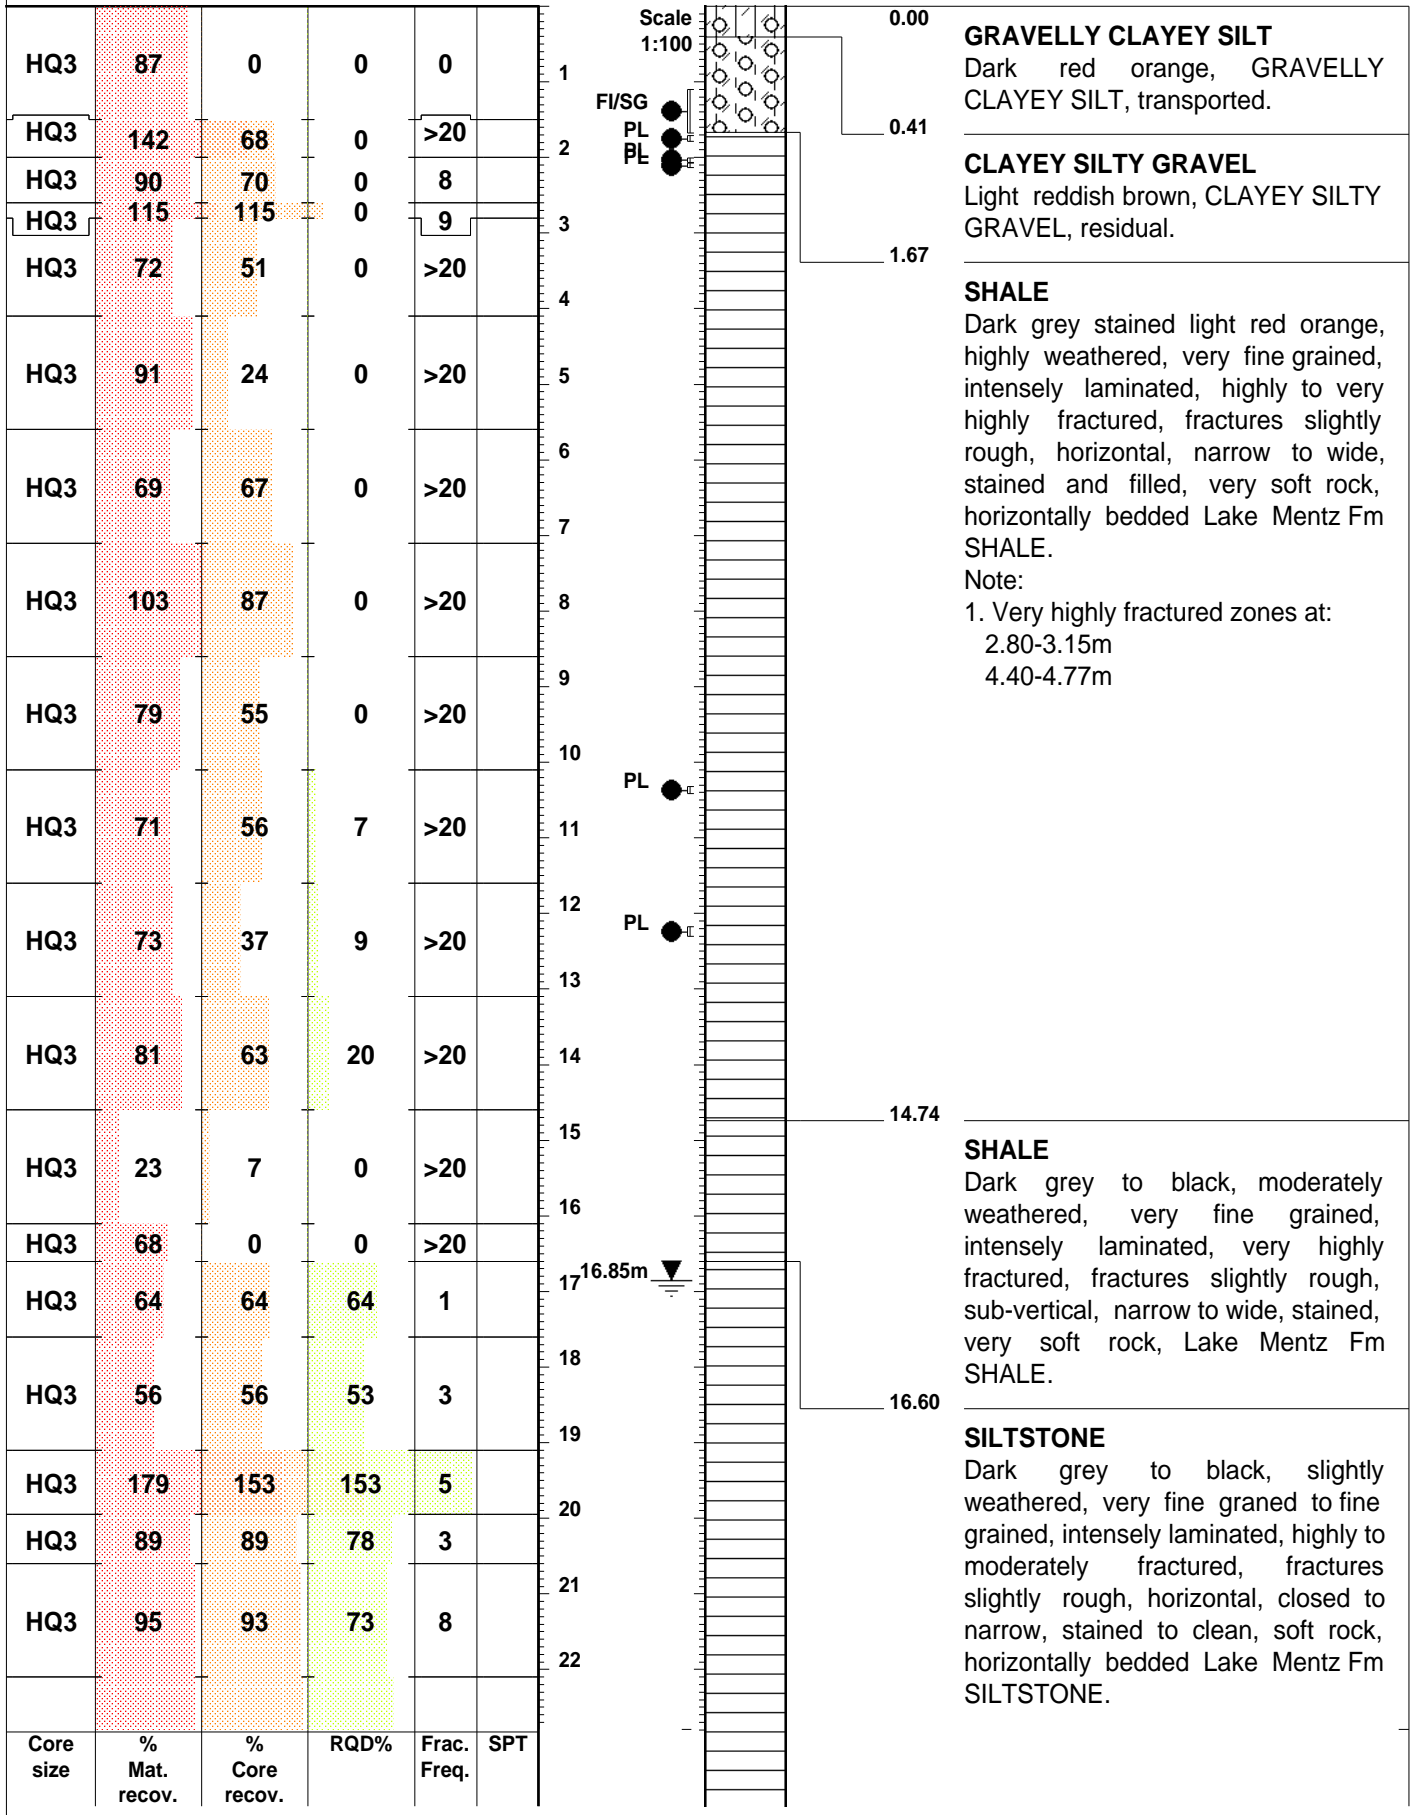 HQ3 87 0 0 0
HQ3 142 68 0 >20
HQ3 90 70 0 8
HQ3 115 115 0 9
HQ3 72 51 0 >20
HQ3 91 24 0 >20
HQ3 69 67 0 >20
HQ3 103 87 0 >20
HQ3 79 55 0 >20
HQ3 71 56 7 >20
HQ3 73 37 9 >20
HQ3 81 63 20 >20
HQ3 23 7 0 >20
HQ3 68 0 0 >20
HQ3 64 64 64 1
HQ3 56 56 53 3
HQ3 179 153 153 5
HQ3 89 89 78 3
HQ3 95 93 73 8
Core size
% Mat. recov.
% Core recov.
RQD%
Frac. Freq.
SPT
1
2
3
4
5
6
7
8
9
10
11
12
13
14
15
16
17
18
19
20
21
22
Scale
1:100
FI/SG
PL
PL
PL
PL
PL
16.85m
0.00
GRAVELLY CLAYEY SILT
Dark red orange, GRAVELLY
CLAYEY SILT, transported.
0.41
CLAYEY SILTY GRAVEL
Light reddish brown, CLAYEY SILTY
GRAVEL, residual.
1.67
SHALE
Dark grey stained light red orange,
highly weathered, very fine grained,
intensely laminated, highly to very
highly fractured, fractures slightly
rough, horizontal, narrow to wide,
stained and filled, very soft rock,
horizontally bedded Lake Mentz Fm
SHALE.
Note:
1. Very highly fractured zones at:
2.80-3.15m
4.40-4.77m
14.74
SHALE
Dark grey to black, moderately
weathered, very fine grained,
intensely laminated, very highly
fractured, fractures slightly rough,
sub-vertical, narrow to wide, stained,
very soft rock, Lake Mentz Fm
SHALE.
16.60
SILTSTONE
Dark grey to black, slightly
weathered, very fine graned to fine
grained, intensely laminated, highly to
moderately fractured, fractures
slightly rough, horizontal, closed to
narrow, stained to clean, soft rock,
horizontally bedded Lake Mentz Fm
SILTSTONE.